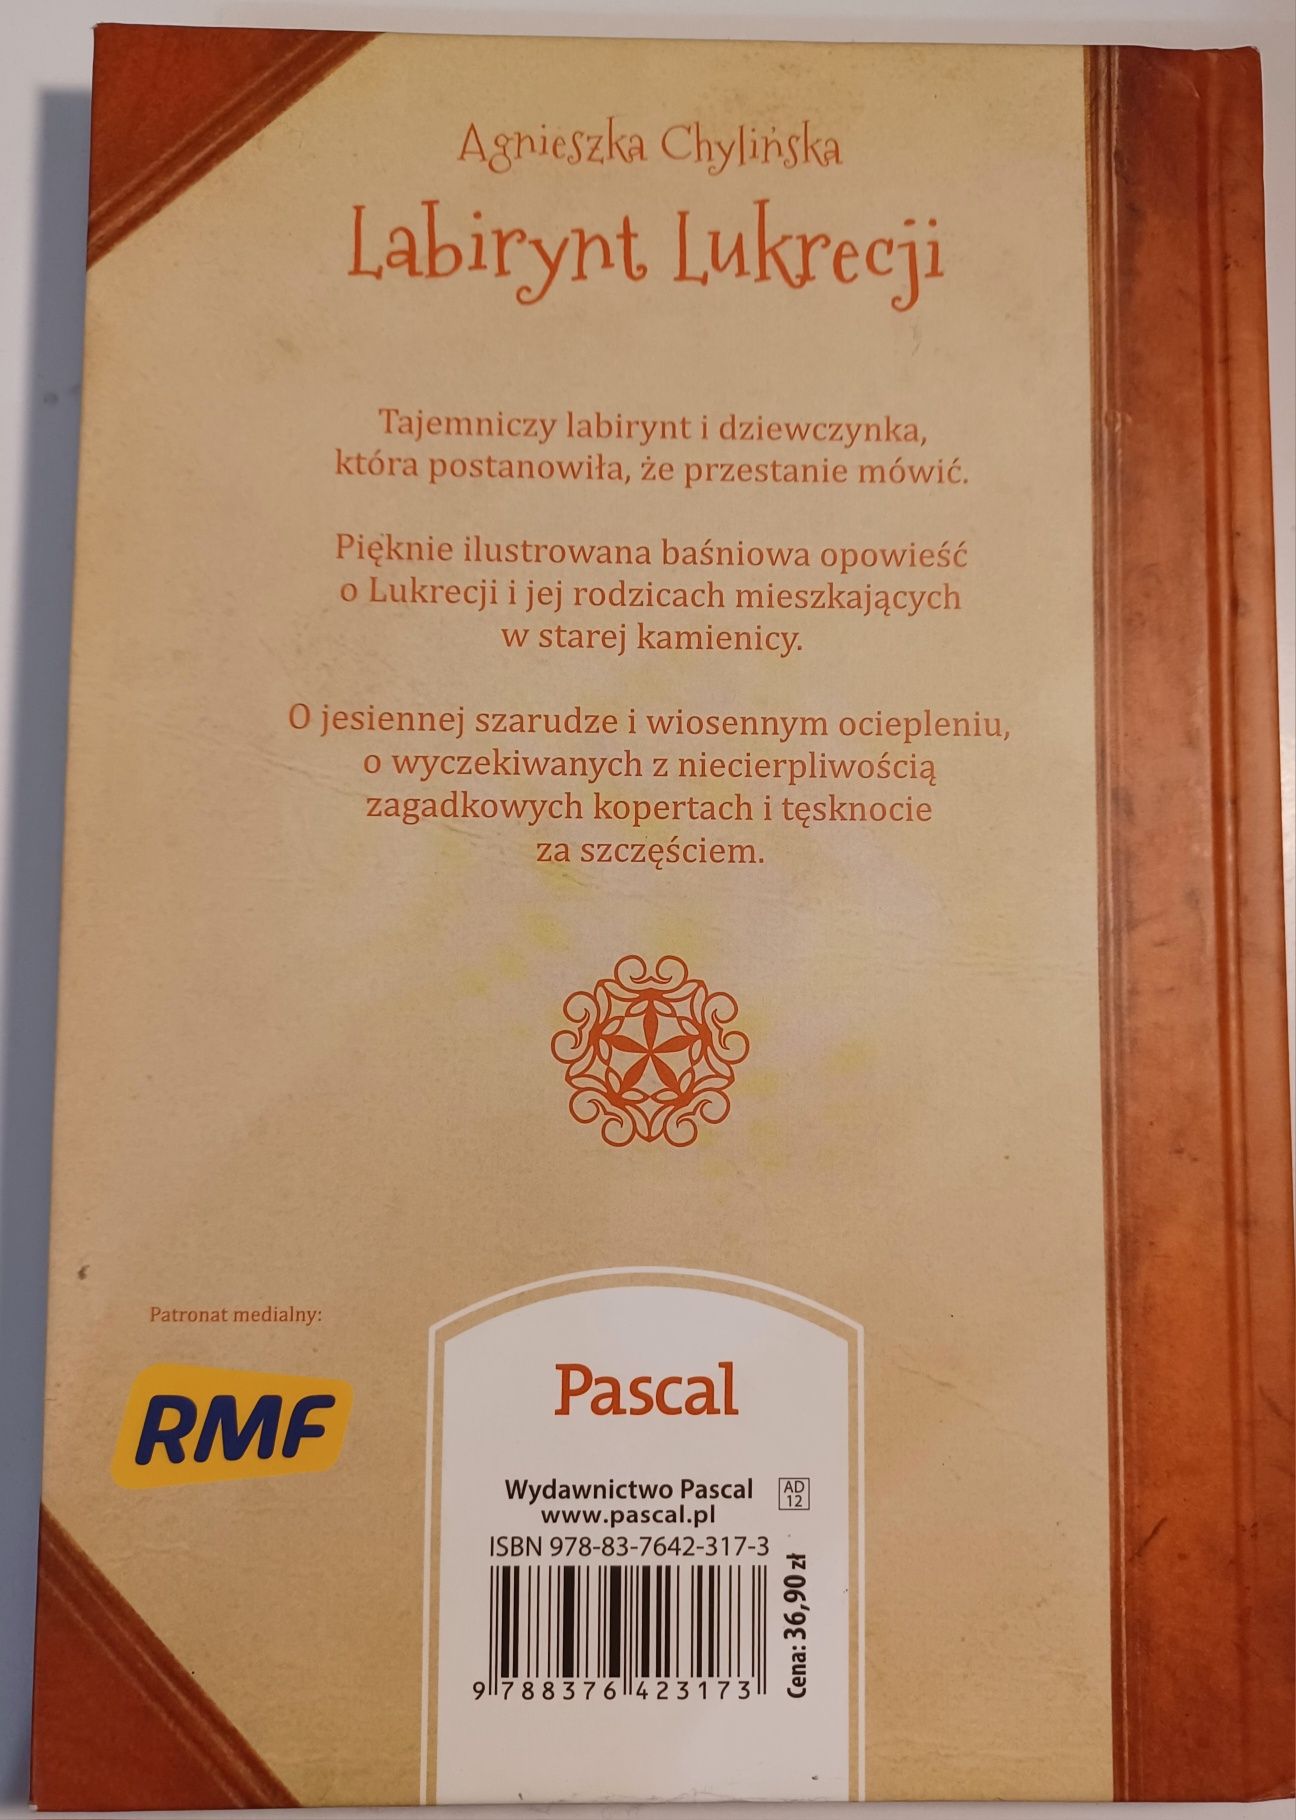 Agnieszka Chylińska
Labirynt Lukrecji
Tajemniczy labirynt i dziewczynka,
która postanowiła, że przestanie mówić.
Pięknie ilustrowana baśniowa opowieść
o Lukrecji i jej rodzicach mieszkających
w starej kamienicy.
O jesiennej szarudze i wiosennym ociepleniu,
o wyczekiwanych z niecierpliwością
zagadkowych kopertach i tęsknocie
za szczęściem.
Patronat medialny:
RMF
Pascal
Wydawnictwo Pascal
www.pascal.pl
AD
12
ISBN 978-83-7642-317-3
9 788376 423173
Cena: 36,90 zł